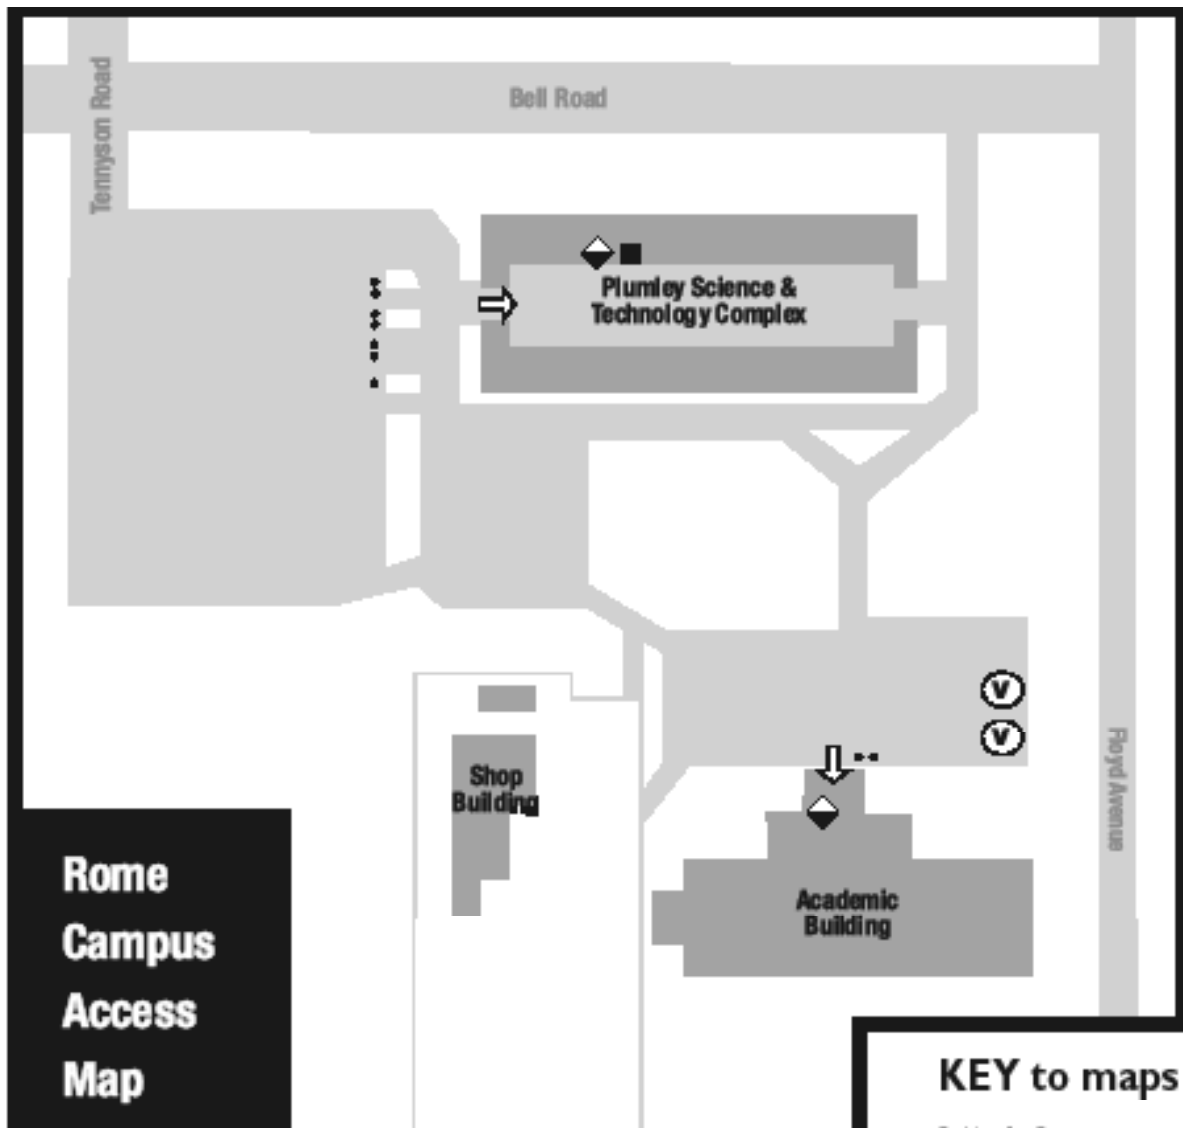 Tennyson Road
Bell Road
Plumley Science &
Technology Complex
V
V
Floyd Avenue
Shop
Building
Academic
Building
Rome
Campus
Access
Map
KEY to maps